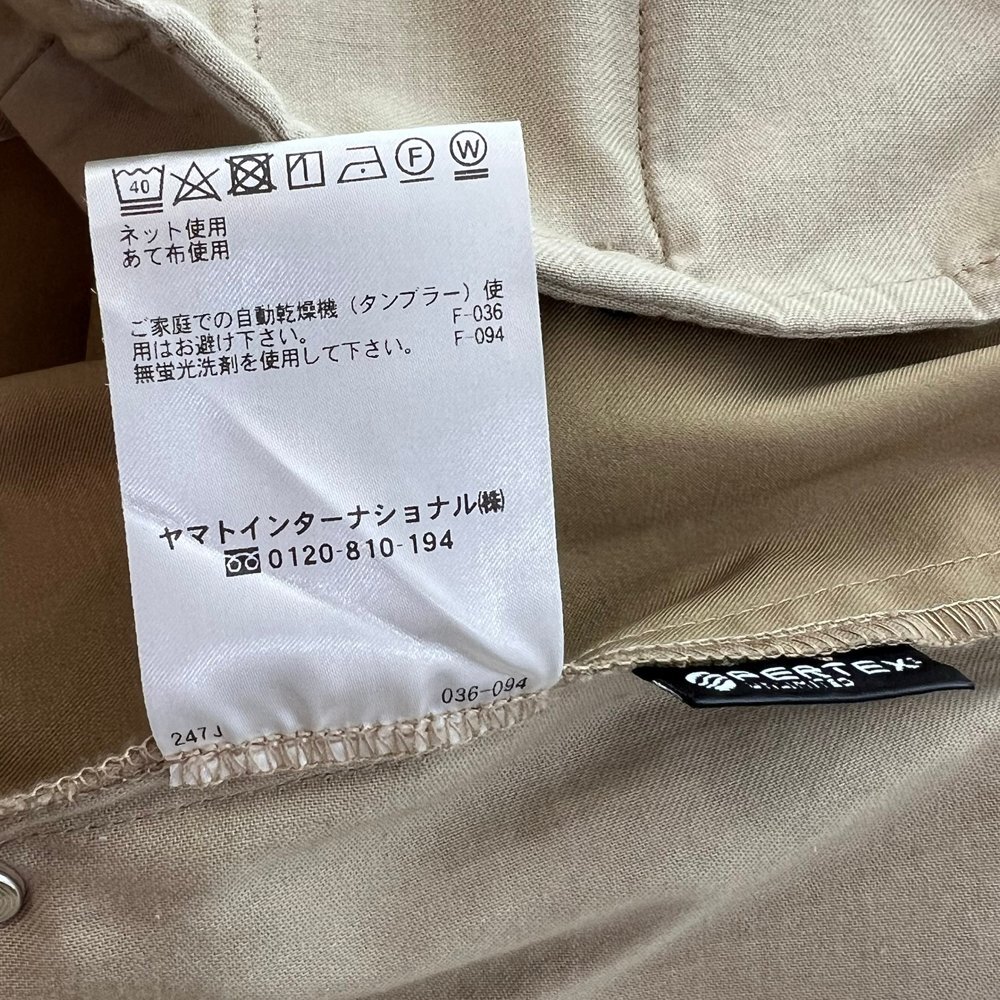 40 F W
ネット使用
あて布使用
ご家庭での自動乾燥機（タンブラー）使
用はお避け下さい。 F-036
無蛍光洗剤を使用して下さい。 F-094
ヤマトインターナショナル㈱
0120-810-194
036-094
247J
PERTEX
UNLIMITED